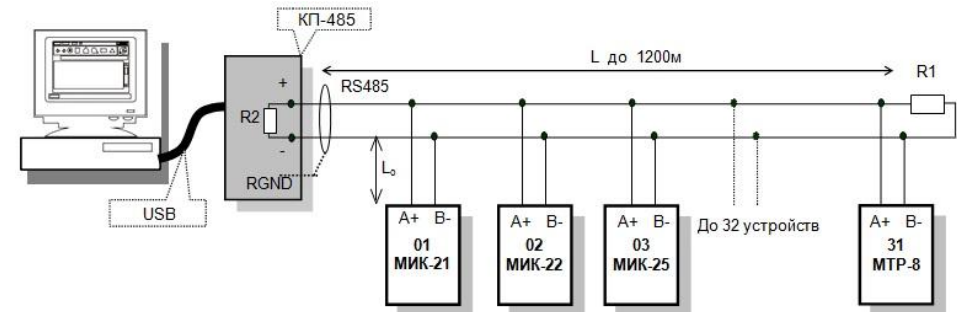 КП-485
L до 1200м
R1
RS485
+
R2
-
L₀
RGND
USB
A+ B-
01
МИК-21
A+ B-
02
МИК-22
A+ B-
03
МИК-25
До 32 устройств
A+ B-
31
МТР-8